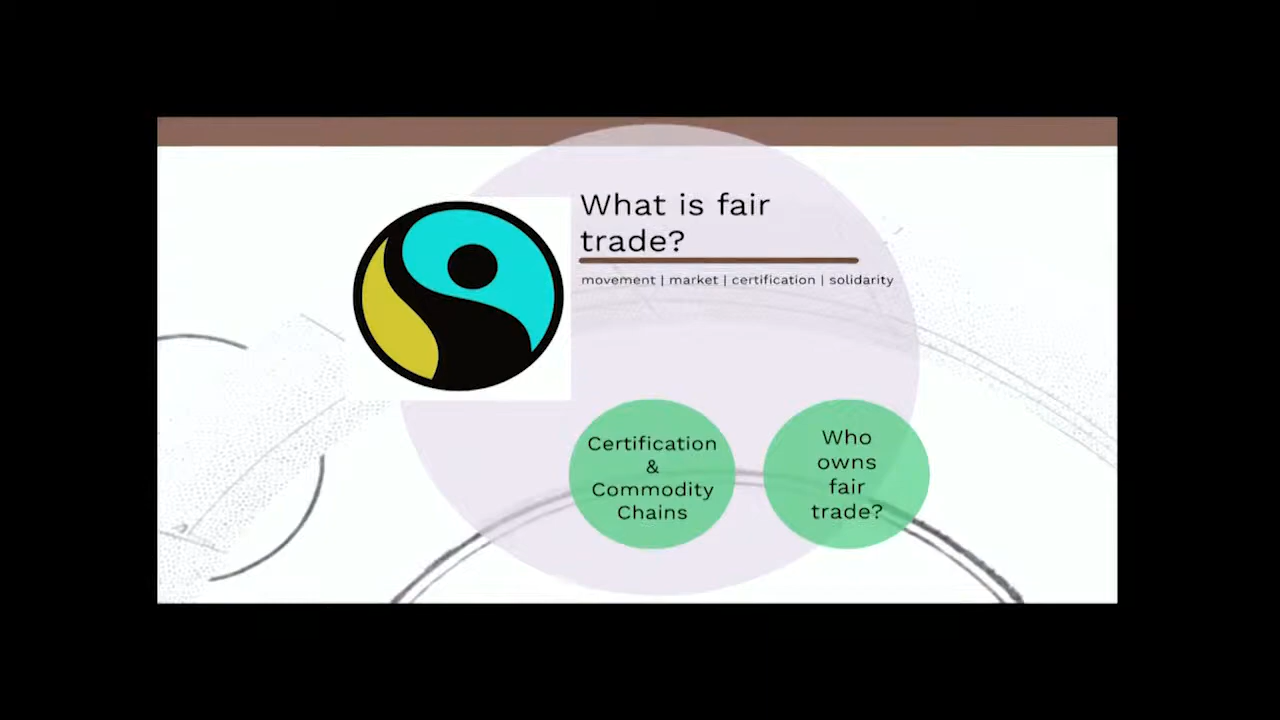 What is fair
trade?
movement | market | certification | solidarity
Certification
&
Commodity
Chains
Who
owns
fair
trade?